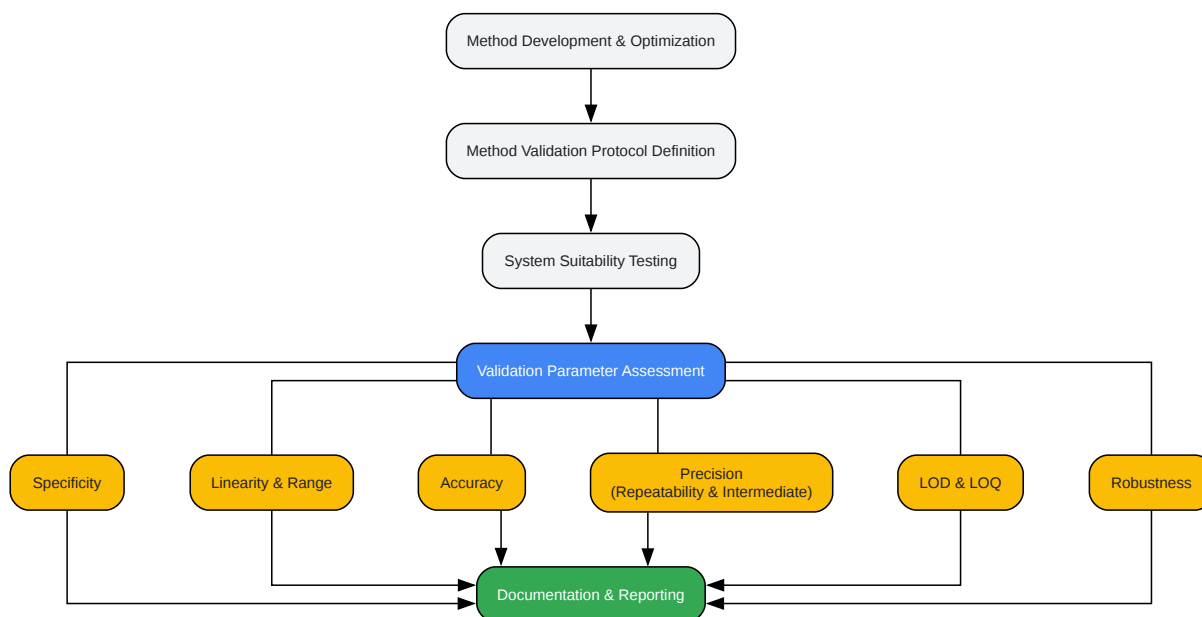 Method Development & Optimization
Method Validation Protocol Definition
System Suitability Testing
Validation Parameter Assessment
Specificity
Linearity & Range
Accuracy
Precision
(Repeatability & Intermediate)
LOD & LOQ
Robustness
Documentation & Reporting